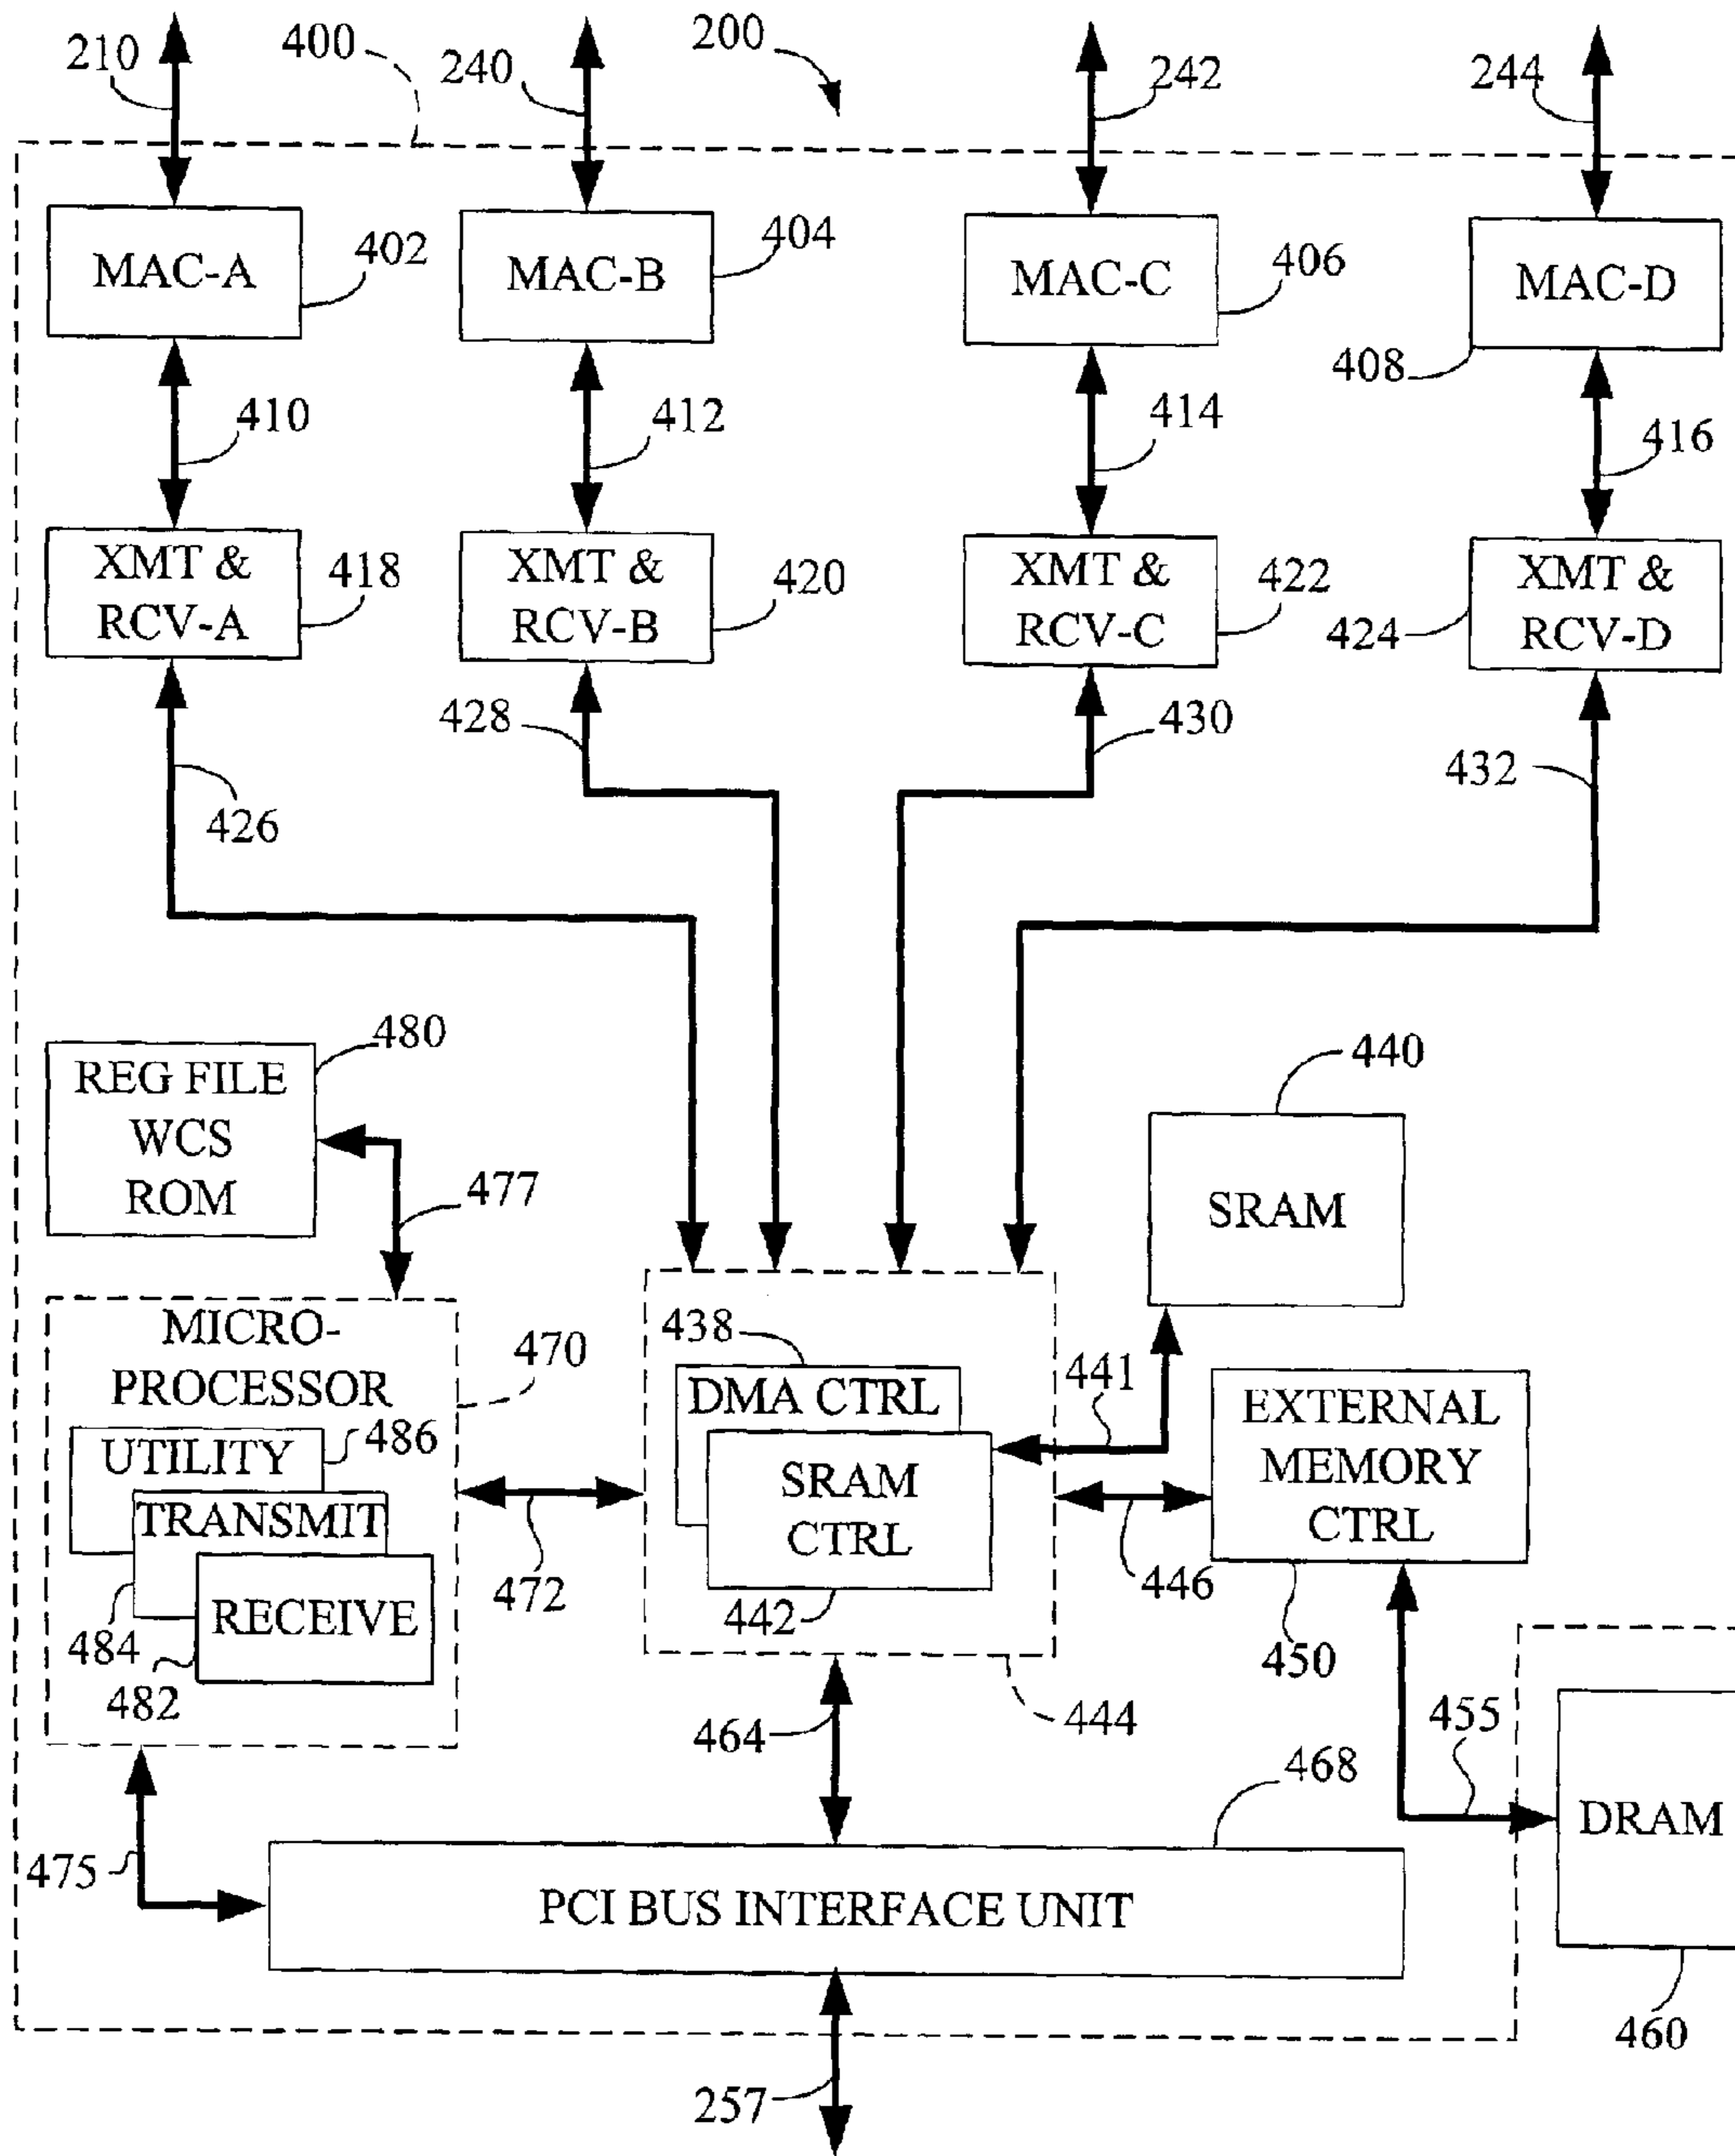 210
400
240
200
242
244
MAC-A
402
MAC-B
404
MAC-C
406
MAC-D
408
410
412
414
416
XMT &
RCV-A
418
XMT &
RCV-B
420
XMT &
RCV-C
422
XMT &
RCV-D
424
426
428
430
432
REG FILE
WCS
ROM
480
477
440
SRAM
MICRO-
PROCESSOR
470
UTILITY
486
TRANSMIT
484
RECEIVE
482
472
438
DMA CTRL
SRAM
CTRL
442
441
446
EXTERNAL
MEMORY
CTRL
450
444
464
455
468
DRAM
460
475
PCI BUS INTERFACE UNIT
257